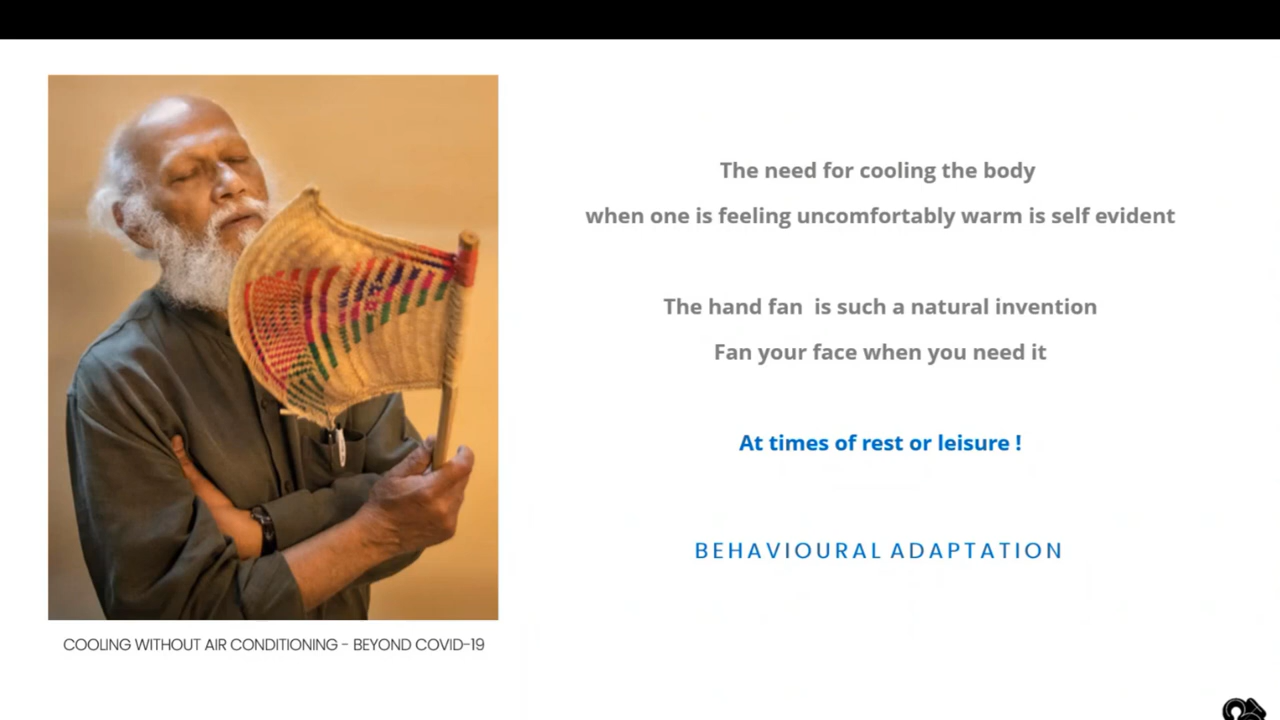 The need for cooling the body
when one is feeling uncomfortably warm is self evident
The hand fan is such a natural invention
Fan your face when you need it
At times of rest or leisure !
BEHAVIOURAL ADAPTATION
COOLING WITHOUT AIR CONDITIONING - BEYOND COVID-19